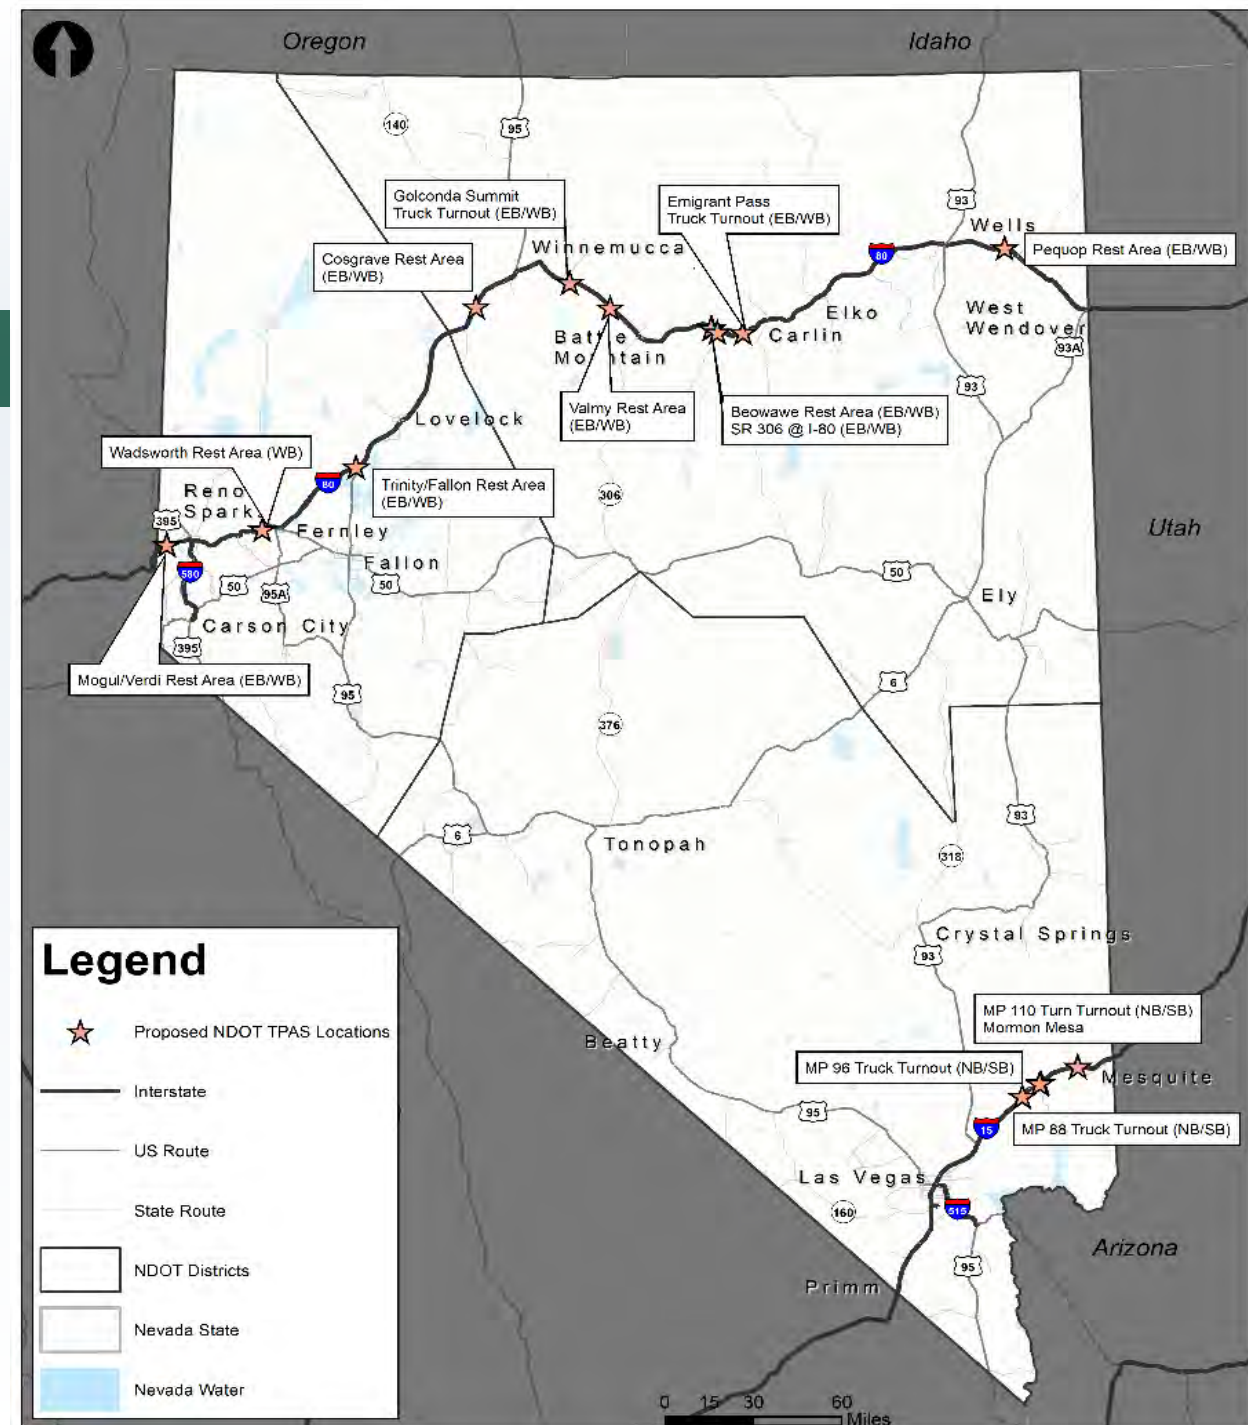 Oregon
Idaho
140
95
Golconda Summit
Truck Turnout (EB/WB)
Emigrant Pass
Truck Turnout (EB/WB)
93
Wells
Winnemucca
Cosgrave Rest Area
(EB/WB)
80
Pequop Rest Area (EB/WB)
Elko
West
Wendover
Battle
Mountain
Carlin
93A
93
Valmy Rest Area
(EB/WB)
Beowawe Rest Area (EB/WB)
SR 306 @ I-80 (EB/WB)
Lovelock
Wadsworth Rest Area (WB)
80
Trinity/Fallon Rest Area
(EB/WB)
306
Reno
Spark
395
Fernley
Utah
Fallon
580
50
95A
50
50
Ely
Carson City
395
Mogul/Verdi Rest Area (EB/WB)
95
6
376
6
Tonopah
93
318
Crystal Springs
93
Legend
Proposed NDOT TPAS Locations
Interstate
US Route
State Route
NDOT Districts
Nevada State
Nevada Water
MP 110 Turn Turnout (NB/SB)
Mormon Mesa
Beatty
MP 96 Truck Turnout (NB/SB)
Mesquite
95
15
MP 88 Truck Turnout (NB/SB)
Las Vegas
160
515
Arizona
95
Primm
0 15 30 60
Miles